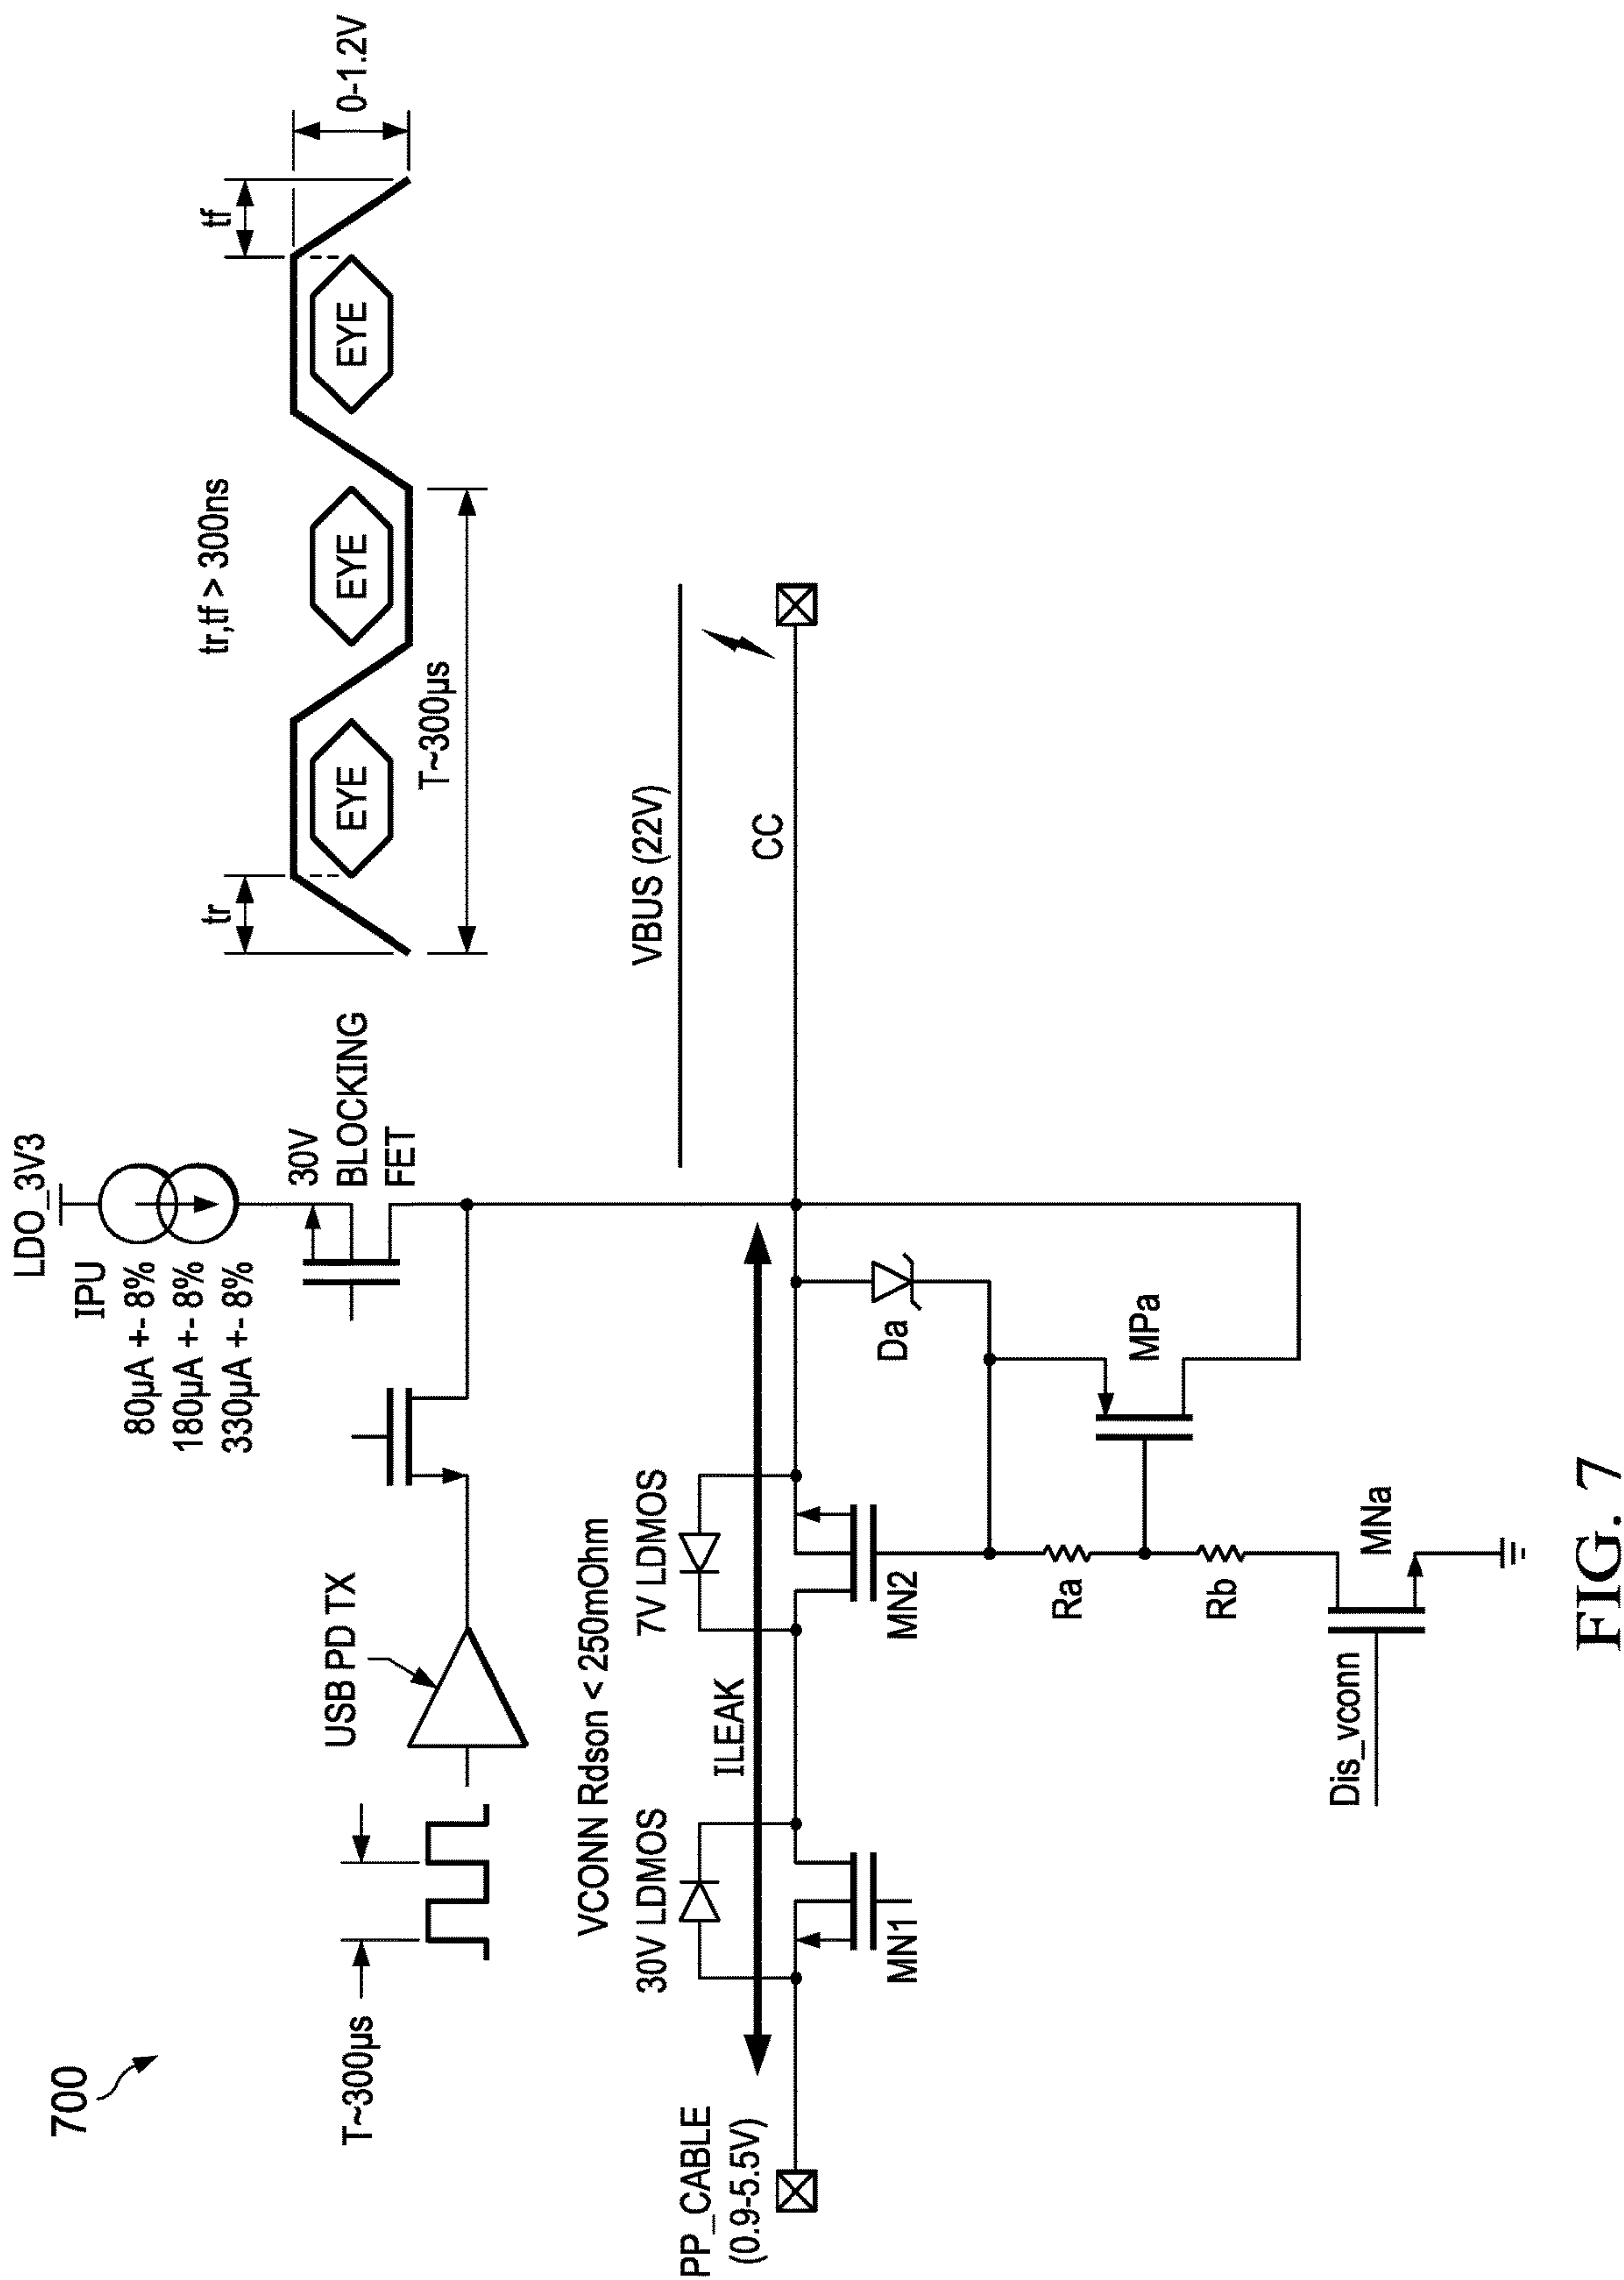 700
T~300µs
USB PD TX
LDO_3V3
IPU
80µA +- 8%
180µA +- 8%
330µA +- 8%
30V
BLOCKING
FET
tr
tr,tf > 300ns
tf
0-1.2V
EYE
EYE
EYE
T~300µs
VCONN Rdson < 250mOhm
30V LDMOS
7V LDMOS
VBUS (22V)
PP_CABLE
(0.9-5.5V)
ILEAK
CC
MN1
MN2
Da
Ra
MPa
Rb
Dis_vconn
MNa
FIG. 7